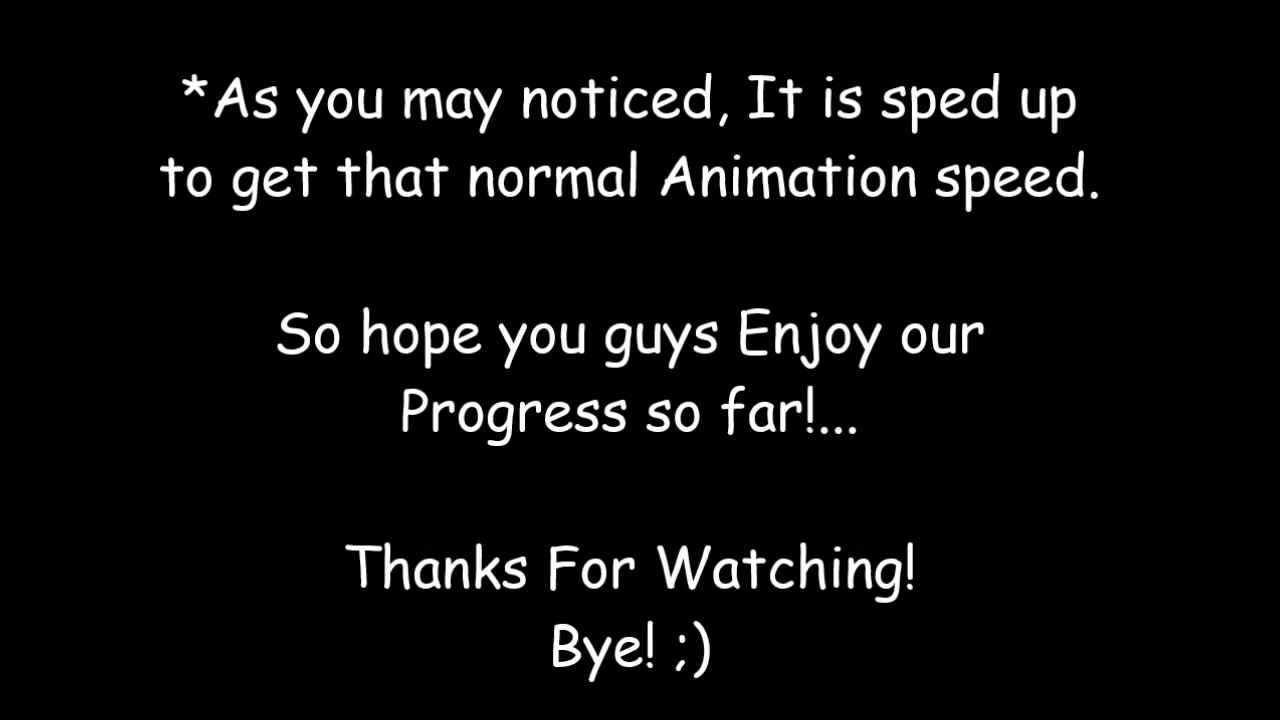 *As you may noticed, It is sped up
to get that normal Animation speed.
So hope you guys Enjoy our
Progress so far!...
Thanks For Watching!
Bye! ;)